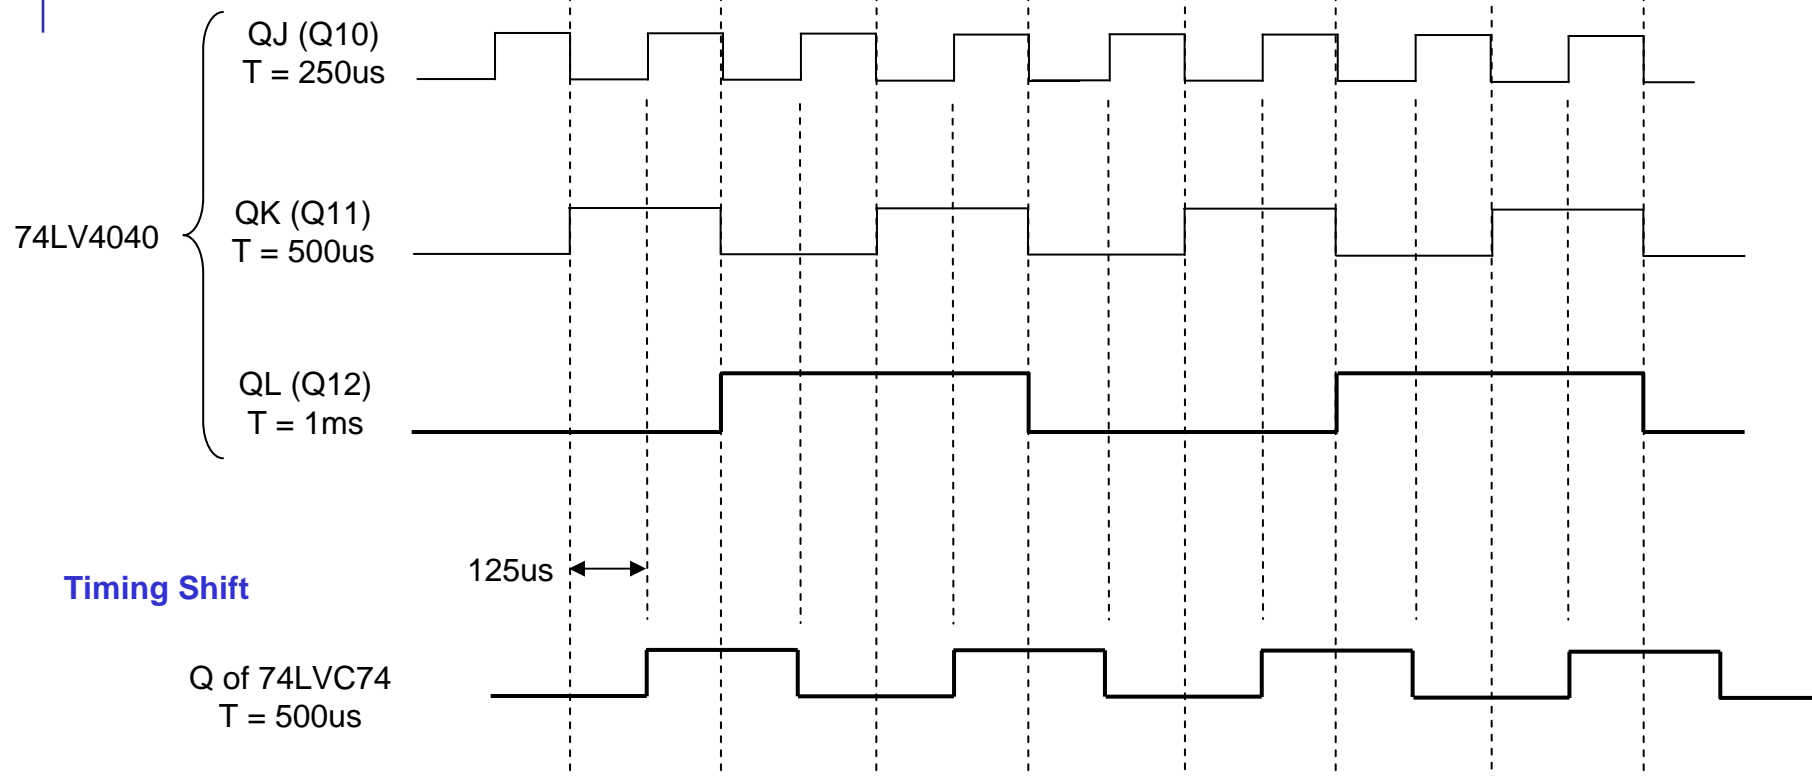 QJ (Q10)
T = 250us
74LV4040
QK (Q11)
T = 500us
QL (Q12)
T = 1ms
125us
Timing Shift
Q of 74LVC74
T = 500us